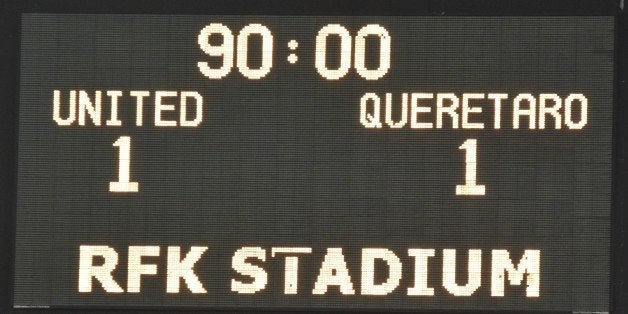 90:00
UNITED QUERETARO
1 1
RFK STADIUM